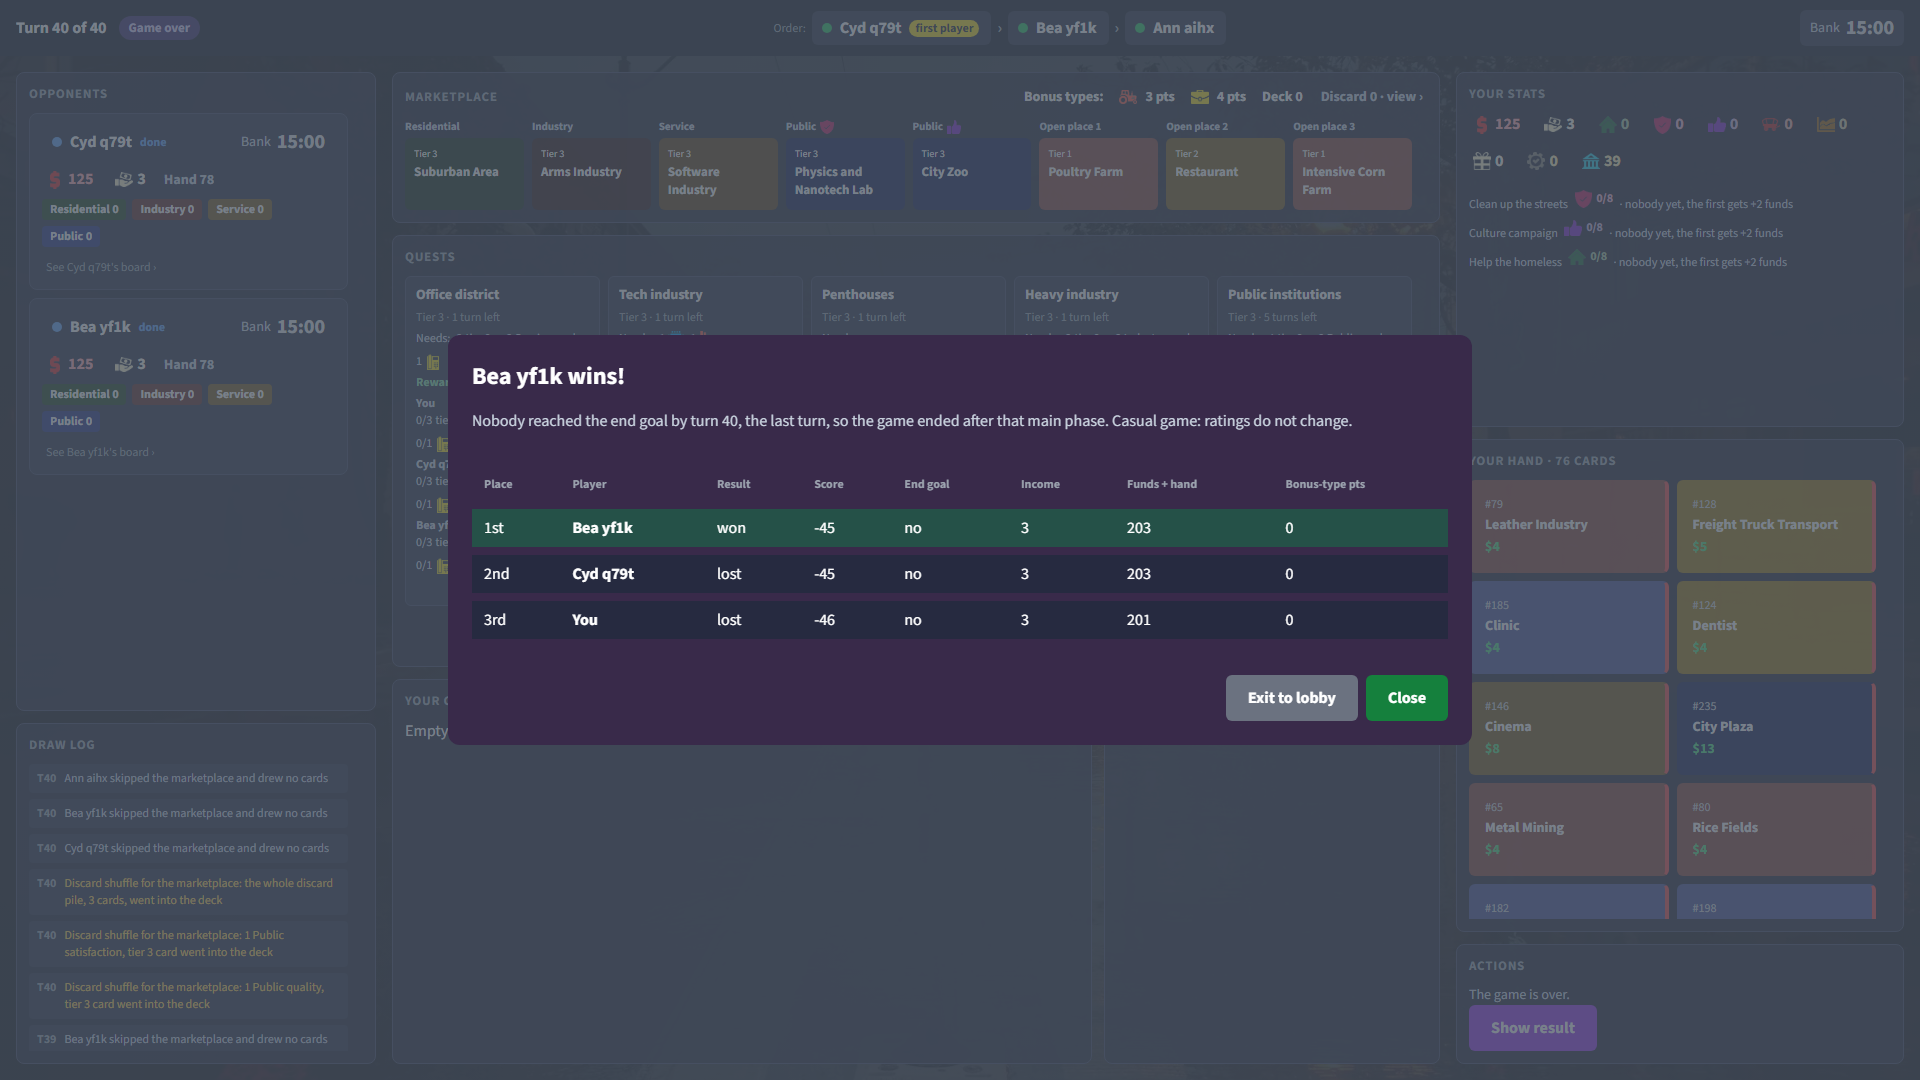 Turn 40 of 40 Game over
Order: Cyd q79t first player › Bea yf1k › Ann aihx
Bank 15:00
OPPONENTS
Cyd q79t done Bank 15:00
125 3 Hand 78
Residential 0 Industry 0 Service 0
Public 0
See Cyd q79t's board ›
Bea yf1k done Bank 15:00
125 3 Hand 78
Residential 0 Industry 0 Service 0
Public 0
See Bea yf1k's board ›
DRAW LOG
T40 Ann aihx skipped the marketplace and drew no cards
T40 Bea yf1k skipped the marketplace and drew no cards
T40 Cyd q79t skipped the marketplace and drew no cards
T40 Discard shuffle for the marketplace: the whole discard
pile, 3 cards, went into the deck
T40 Discard shuffle for the marketplace: 1 Public
satisfaction, tier 3 card went into the deck
T40 Discard shuffle for the marketplace: 1 Public quality,
tier 3 card went into the deck
T39 Bea yf1k skipped the marketplace and drew no cards
MARKETPLACE
Bonus types: 3 pts 4 pts Deck 0 Discard 0 · view ›
Residential Industry Service Public Public Open place 1 Open place 2 Open place 3
Tier 3 Tier 3 Tier 3 Tier 3 Tier 3 Tier 1 Tier 2 Tier 1
Suburban Area Arms Industry Software Physics and City Zoo Poultry Farm Restaurant Intensive Corn
Industry Nanotech Lab Farm
QUESTS
Office district Tech industry Penthouses Heavy industry Public institutions
Tier 3 · 1 turn left Tier 3 · 1 turn left Tier 3 · 1 turn left Tier 3 · 1 turn left Tier 3 · 5 turns left
Needs:
1
You
0/3
0/1
0/3
0/1
0/3
0/1
Empty
Bea yf1k wins!
Nobody reached the end goal by turn 40, the last turn, so the game ended after that main phase. Casual game: ratings do not change.
Place Player Result Score End goal Income Funds + hand Bonus-type pts
1st Bea yf1k won -45 no 3 203 0
2nd Cyd q79t lost -45 no 3 203 0
3rd You lost -46 no 3 201 0
Exit to lobby Close
YOUR STATS
125 3 0 0 0 0 0
0 0 39
Clean up the streets 0/8 · nobody yet, the first gets +2 funds
Culture campaign 0/8 · nobody yet, the first gets +2 funds
Help the homeless 0/8 · nobody yet, the first gets +2 funds
YOUR HAND · 76 CARDS
#79 #128
Leather Industry Freight Truck Transport
$4 $5
#185 #124
Clinic Dentist
$4 $4
#146 #235
Cinema City Plaza
$8 $13
#65 #80
Metal Mining Rice Fields
$4 $4
#182 #198
ACTIONS
The game is over.
Show result